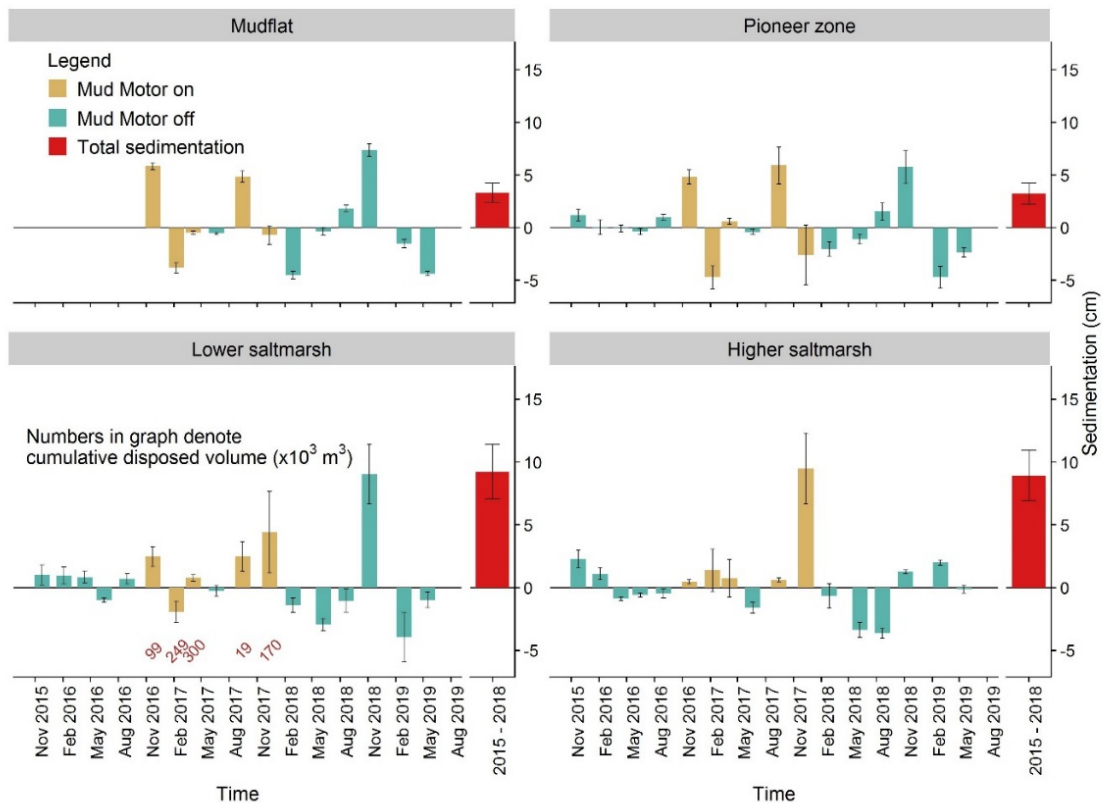 Mudflat
Pioneer zone
Legend
Mud Motor on
Mud Motor off
Total sedimentation
15
10
5
0
-5
15
10
5
0
-5
Lower saltmarsh
Higher saltmarsh
Numbers in graph denote
cumulative disposed volume (x10³ m³)
99
249
300
19
170
15
10
5
0
-5
15
10
5
0
-5
Sedimentation (cm)
Nov 2015
Feb 2016
May 2016
Aug 2016
Nov 2016
Feb 2017
May 2017
Aug 2017
Nov 2017
Feb 2018
May 2018
Aug 2018
Nov 2018
Feb 2019
May 2019
Aug 2019
2015 - 2018
Nov 2015
Feb 2016
May 2016
Aug 2016
Nov 2016
Feb 2017
May 2017
Aug 2017
Nov 2017
Feb 2018
May 2018
Aug 2018
Nov 2018
Feb 2019
May 2019
Aug 2019
2015 - 2018
Time
Time